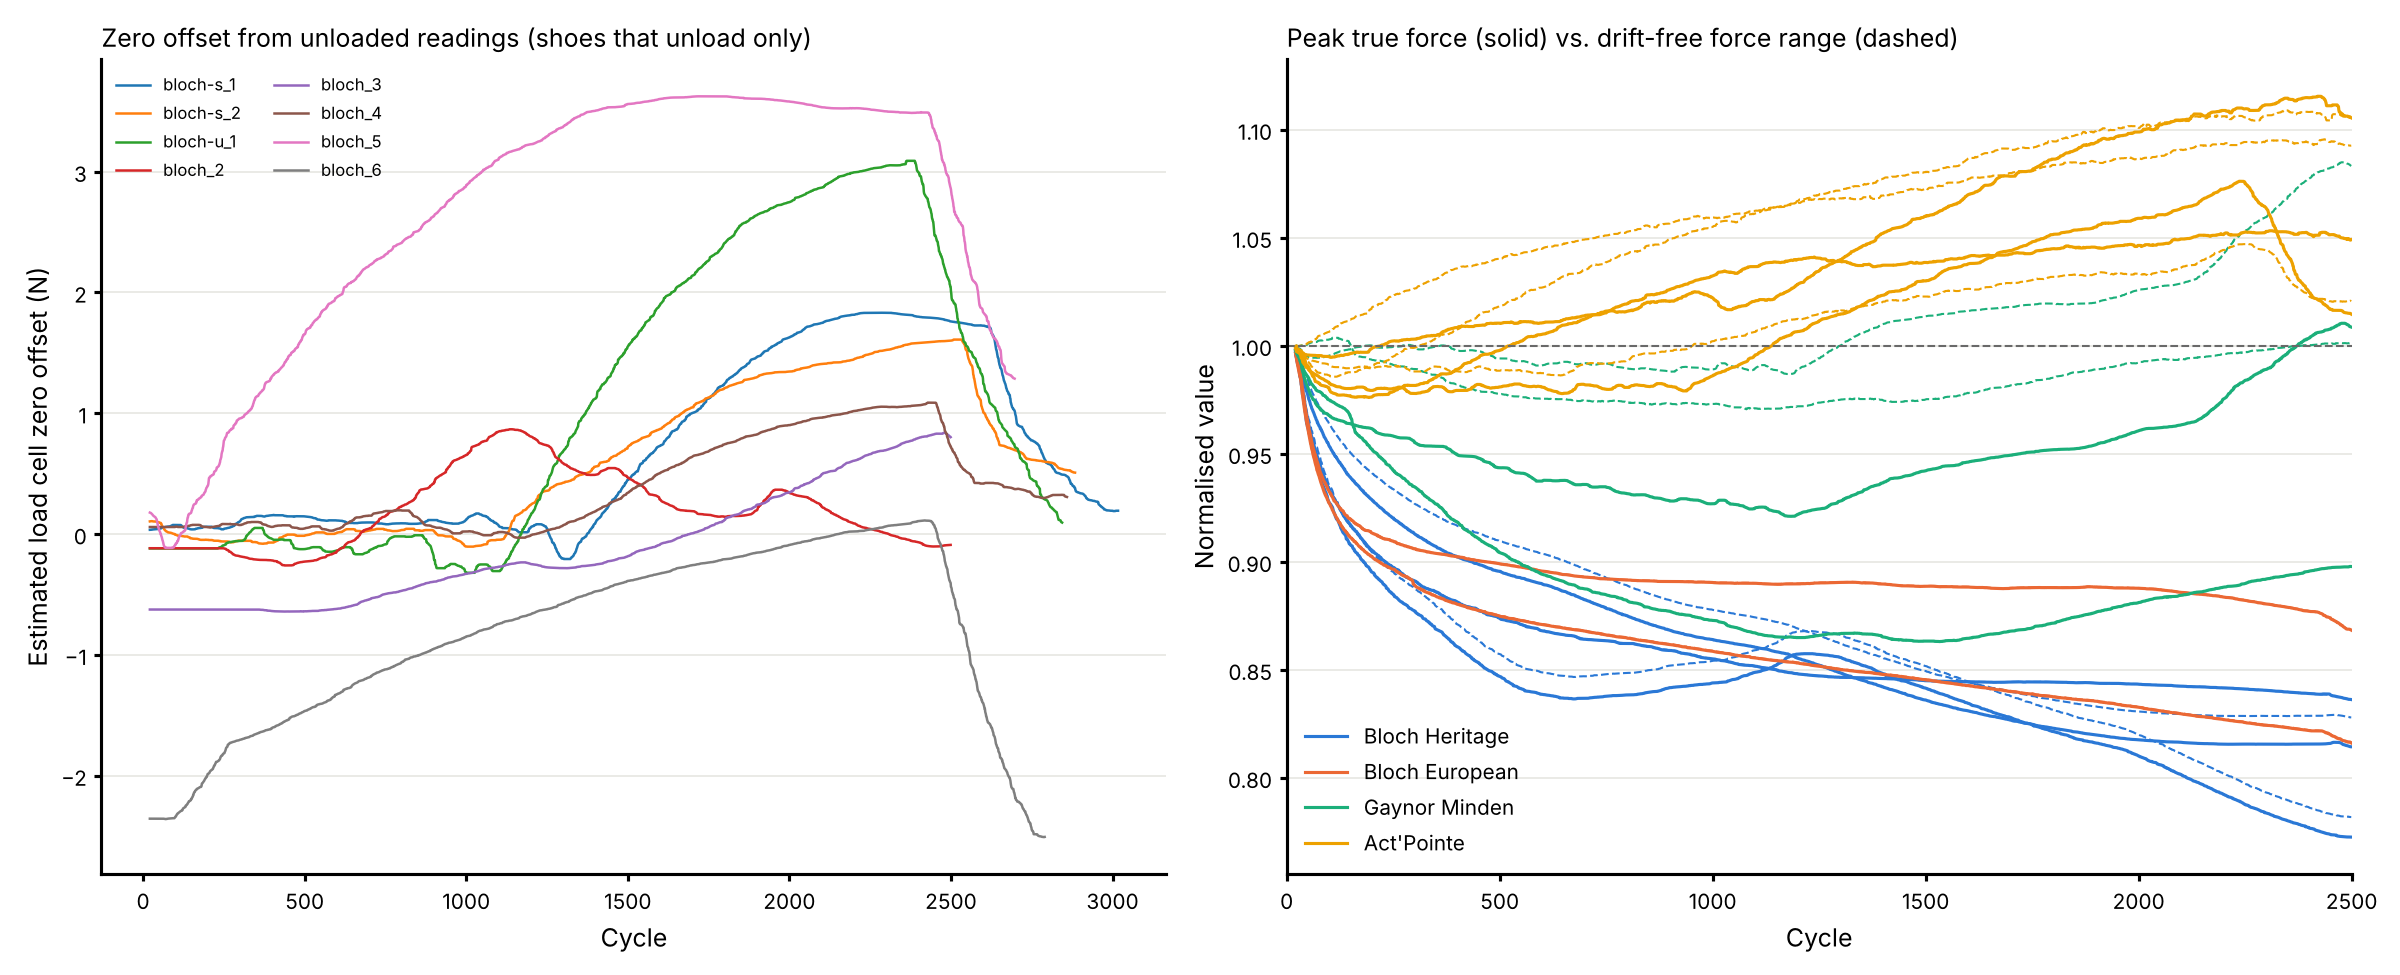 Zero offset from unloaded readings (shoes that unload only)
bloch-s_1
bloch-s_2
bloch-u_1
bloch_2
bloch_3
bloch_4
bloch_5
bloch_6
Estimated load cell zero offset (N)
3
2
1
0
−1
−2
0
500
1000
1500
2000
2500
3000
Cycle
Peak true force (solid) vs. drift-free force range (dashed)
Normalised value
1.10
1.05
1.00
0.95
0.90
0.85
0.80
Bloch Heritage
Bloch European
Gaynor Minden
Act'Pointe
0
500
1000
1500
2000
2500
Cycle